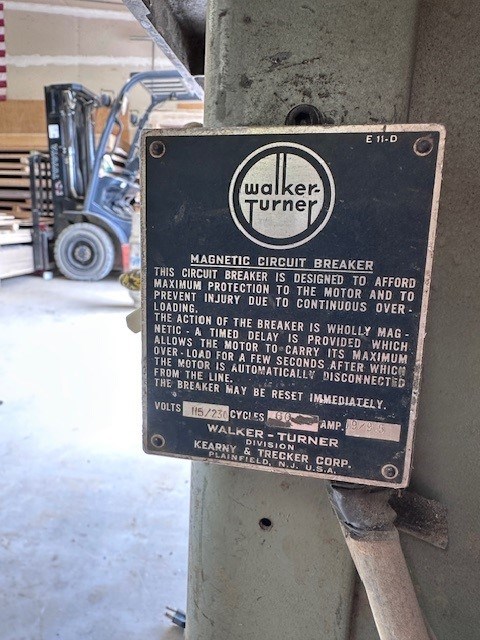 E 11-D
walker-
Turner
MAGNETIC CIRCUIT BREAKER
THIS CIRCUIT BREAKER IS DESIGNED TO AFFORD
MAXIMUM PROTECTION TO THE MOTOR AND TO
PREVENT INJURY DUE TO CONTINUOUS OVER-
LOADING.
THE ACTION OF THE BREAKER IS WHOLLY MAG-
NETIC - A TIMED DELAY IS PROVIDED WHICH
ALLOWS THE MOTOR TO CARRY ITS MAXIMUM
OVER-LOAD FOR A FEW SECONDS AFTER WHICH
THE MOTOR IS AUTOMATICALLY DISCONNECTED
FROM THE LINE.
THE BREAKER MAY BE RESET IMMEDIATELY.
VOLTS 115/230 CYCLES 60 AMP.
WALKER-TURNER
DIVISION
KEARNY & TRECKER CORP.
PLAINFIELD, N.J. U.S.A.